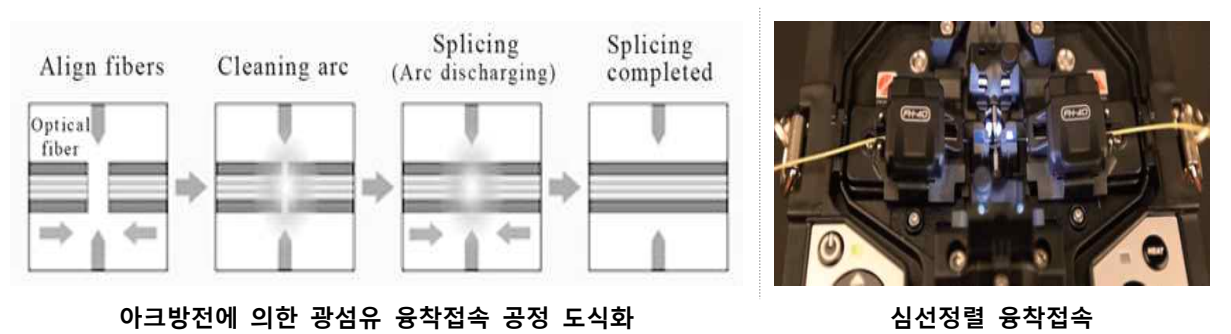 Align fibers
Cleaning arc
Splicing
(Arc discharging)
Splicing
completed
Optical
fiber
HEAT
아크방전에 의한 광섬유 융착접속 공정 도식화
심선정렬 융착접속